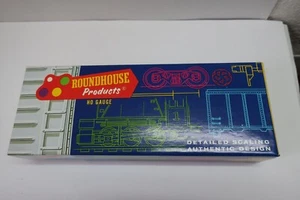 ROUNDHOUSE
Products®
HO GAUGE
DETAILED SCALING
AUTHENTIC DESIGN